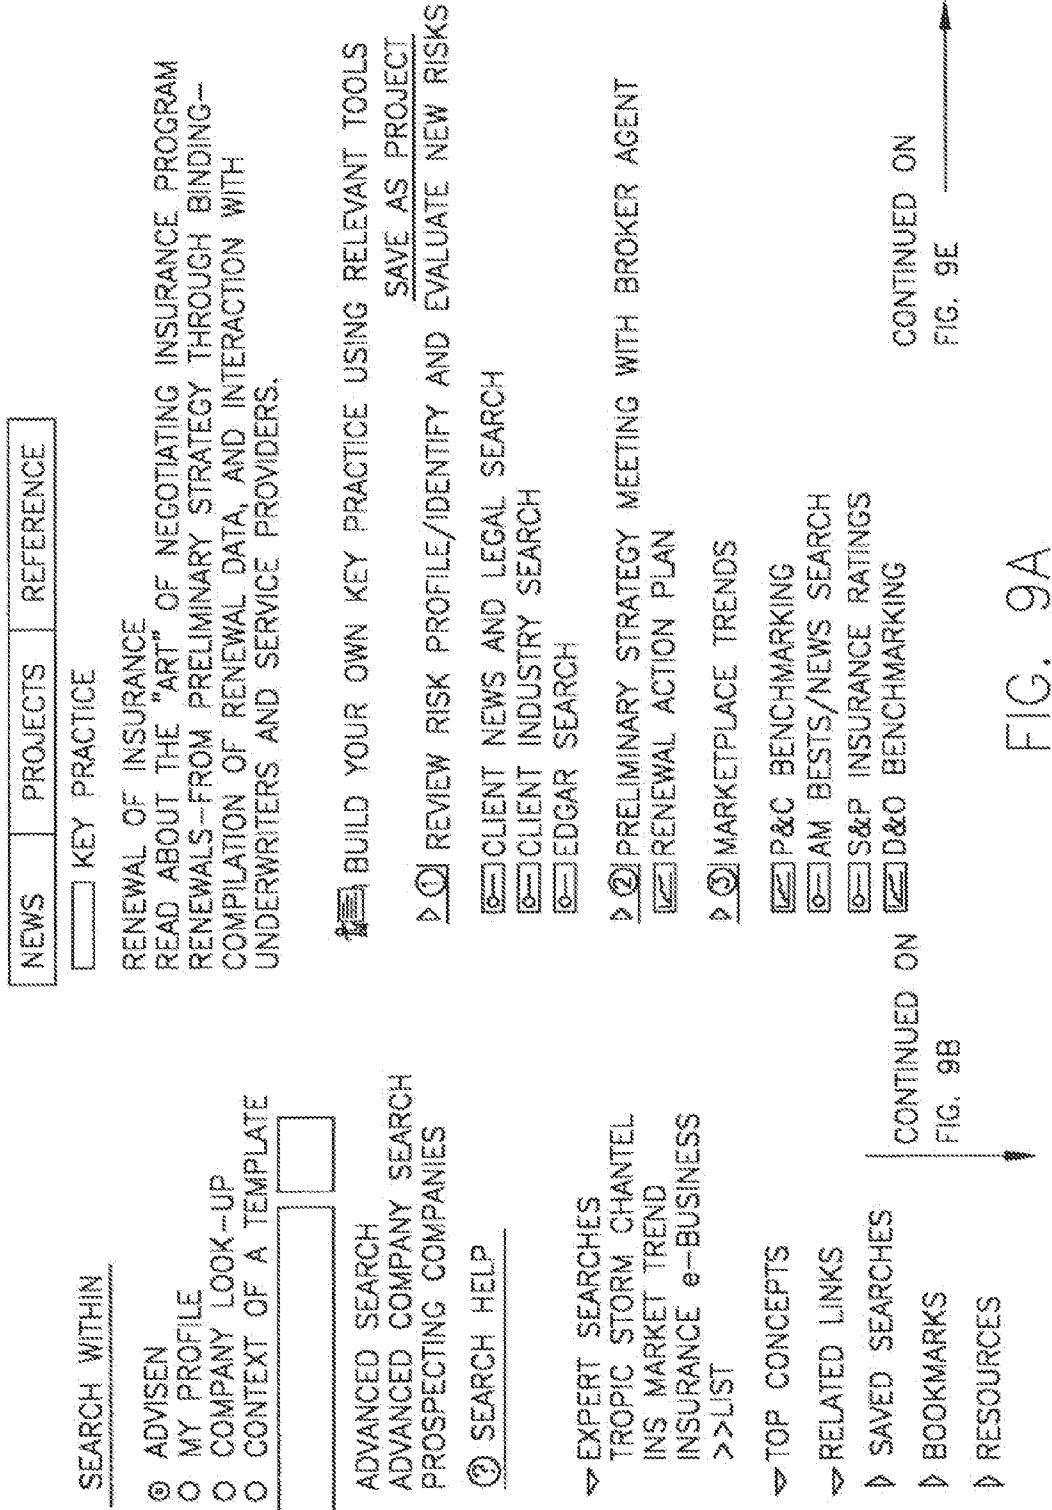 SEARCH WITHIN
ADVISEN
MY PROFILE
COMPANY LOOK-UP
CONTEXT OF A TEMPLATE
ADVANCED SEARCH
ADVANCED COMPANY SEARCH
PROSPECTING COMPANIES
? SEARCH HELP
EXPERT SEARCHES
TROPIC STORM CHANTEL
INS MARKET TREND
INSURANCE e-BUSINESS
>>LIST
TOP CONCEPTS
RELATED LINKS
SAVED SEARCHES
BOOKMARKS
RESOURCES
CONTINUED ON
FIG. 9B
NEWS PROJECTS REFERENCE
KEY PRACTICE
RENEWAL OF INSURANCE
READ ABOUT THE "ART" OF NEGOTIATING INSURANCE PROGRAM
RENEWALS-FROM PRELIMINARY STRATEGY THROUGH BINDING-
COMPILATION OF RENEWAL DATA, AND INTERACTION WITH
UNDERWRITERS AND SERVICE PROVIDERS.
BUILD YOUR OWN KEY PRACTICE USING RELEVANT TOOLS
SAVE AS PROJECT
1 REVIEW RISK PROFILE/IDENTIFY AND EVALUATE NEW RISKS
CLIENT NEWS AND LEGAL SEARCH
CLIENT INDUSTRY SEARCH
EDGAR SEARCH
2 PRELIMINARY STRATEGY MEETING WITH BROKER AGENT
RENEWAL ACTION PLAN
3 MARKETPLACE TRENDS
P&C BENCHMARKING
AM BESTS/NEWS SEARCH
S&P INSURANCE RATINGS
D&O BENCHMARKING
CONTINUED ON
FIG. 9E
FIG. 9A